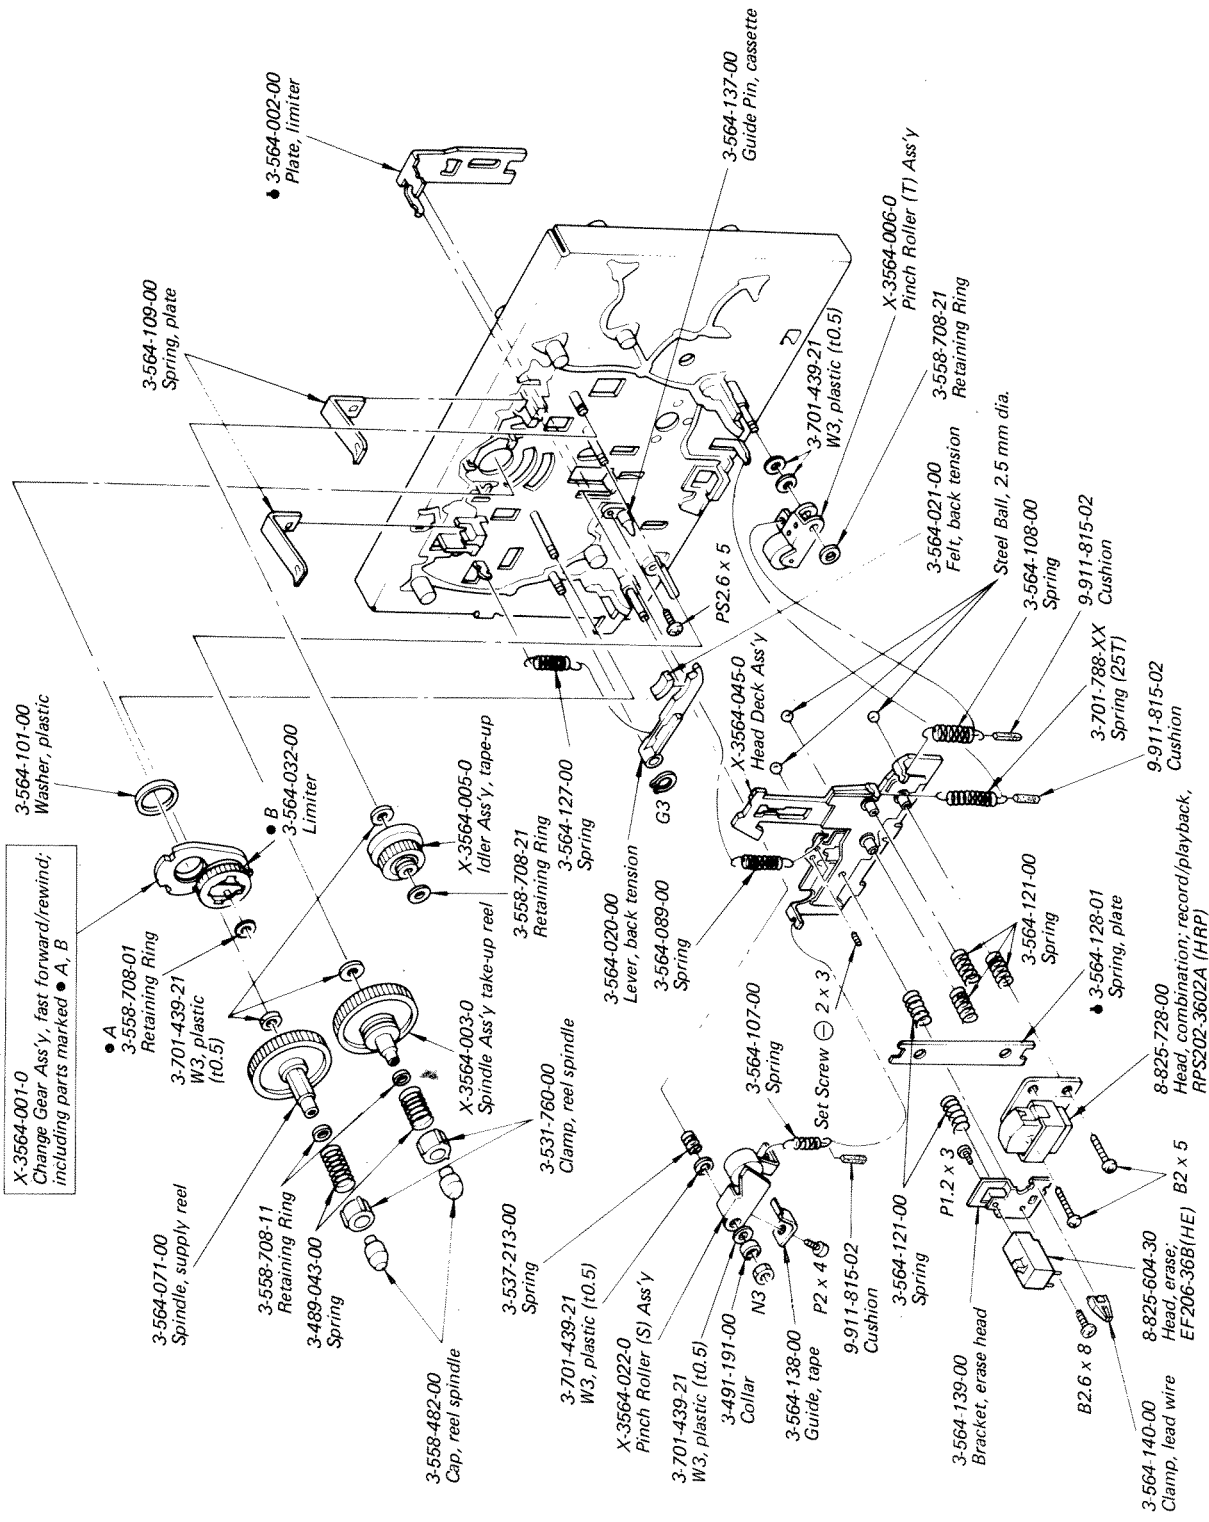 X-3564-001-0
Change Gear Ass'y, fast forward/rewind;
including parts marked ● A, B
3-564-101-00
Washer, plastic
3-564-109-00
Spring, plate
3-564-002-00
Plate, limiter
● B
3-564-032-00
Limiter
● A
3-558-708-01
Retaining Ring
3-701-439-21
W3, plastic
(t0.5)
3-564-071-00
Spindle, supply reel
3-558-708-11
Retaining Ring
3-489-043-00
Spring
3-558-482-00
Cap, reel spindle
3-531-760-00
Clamp, reel spindle
X-3564-003-0
Spindle Ass'y take-up reel
X-3564-005-0
Idler Ass'y, tape-up
3-558-708-21
Retaining Ring
3-564-127-00
Spring
3-564-137-00
Guide Pin, cassette
PS2.6 x 5
3-701-439-21
W3, plastic (t0.5)
X-3564-006-0
Pinch Roller (T) Ass'y
3-558-708-21
Retaining Ring
3-564-021-00
Felt, back tension
Steel Ball, 2.5 mm dia.
3-564-108-00
Spring
9-911-815-02
Cushion
3-701-788-XX
Spring (25T)
9-911-815-02
Cushion
G3
3-564-020-00
Lever, back tension
X-3564-045-0
Head Deck Ass'y
3-564-089-00
Spring
Set Screw ⊖ 2 x 3
3-564-107-00
Spring
3-537-213-00
Spring
3-701-439-21
W3, plastic (t0.5)
X-3564-022-0
Pinch Roller (S) Ass'y
3-701-439-21
W3, plastic (t0.5)
3-491-191-00
Collar
N3
3-564-138-00
Guide, tape
P2 x 4
9-911-815-02
Cushion
3-564-121-00
Spring
3-564-121-00
Spring
3-564-128-01
Spring, plate
8-825-728-00
Head, combination; record/playback,
RPS202-3602A (HRP)
P1.2 x 3
B2 x 5
3-564-139-00
Bracket, erase head
B2.6 x 8
8-825-604-30
Head, erase;
EF206-36B(HE)
3-564-140-00
Clamp, lead wire